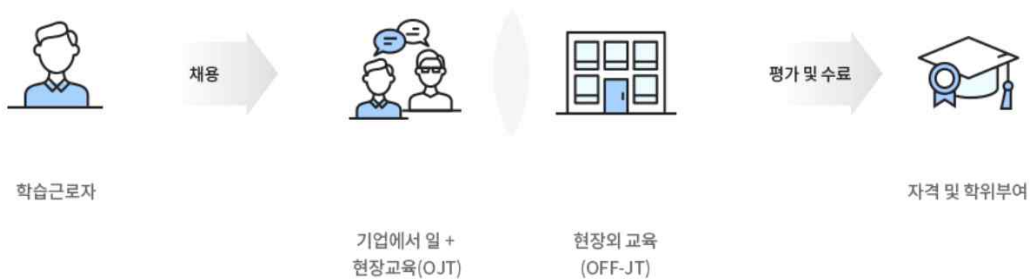 채용
평가 및 수료
학습근로자
자격 및 학위부여
기업에서 일 +
현장교육(OJT)
현장외 교육
(OFF-JT)